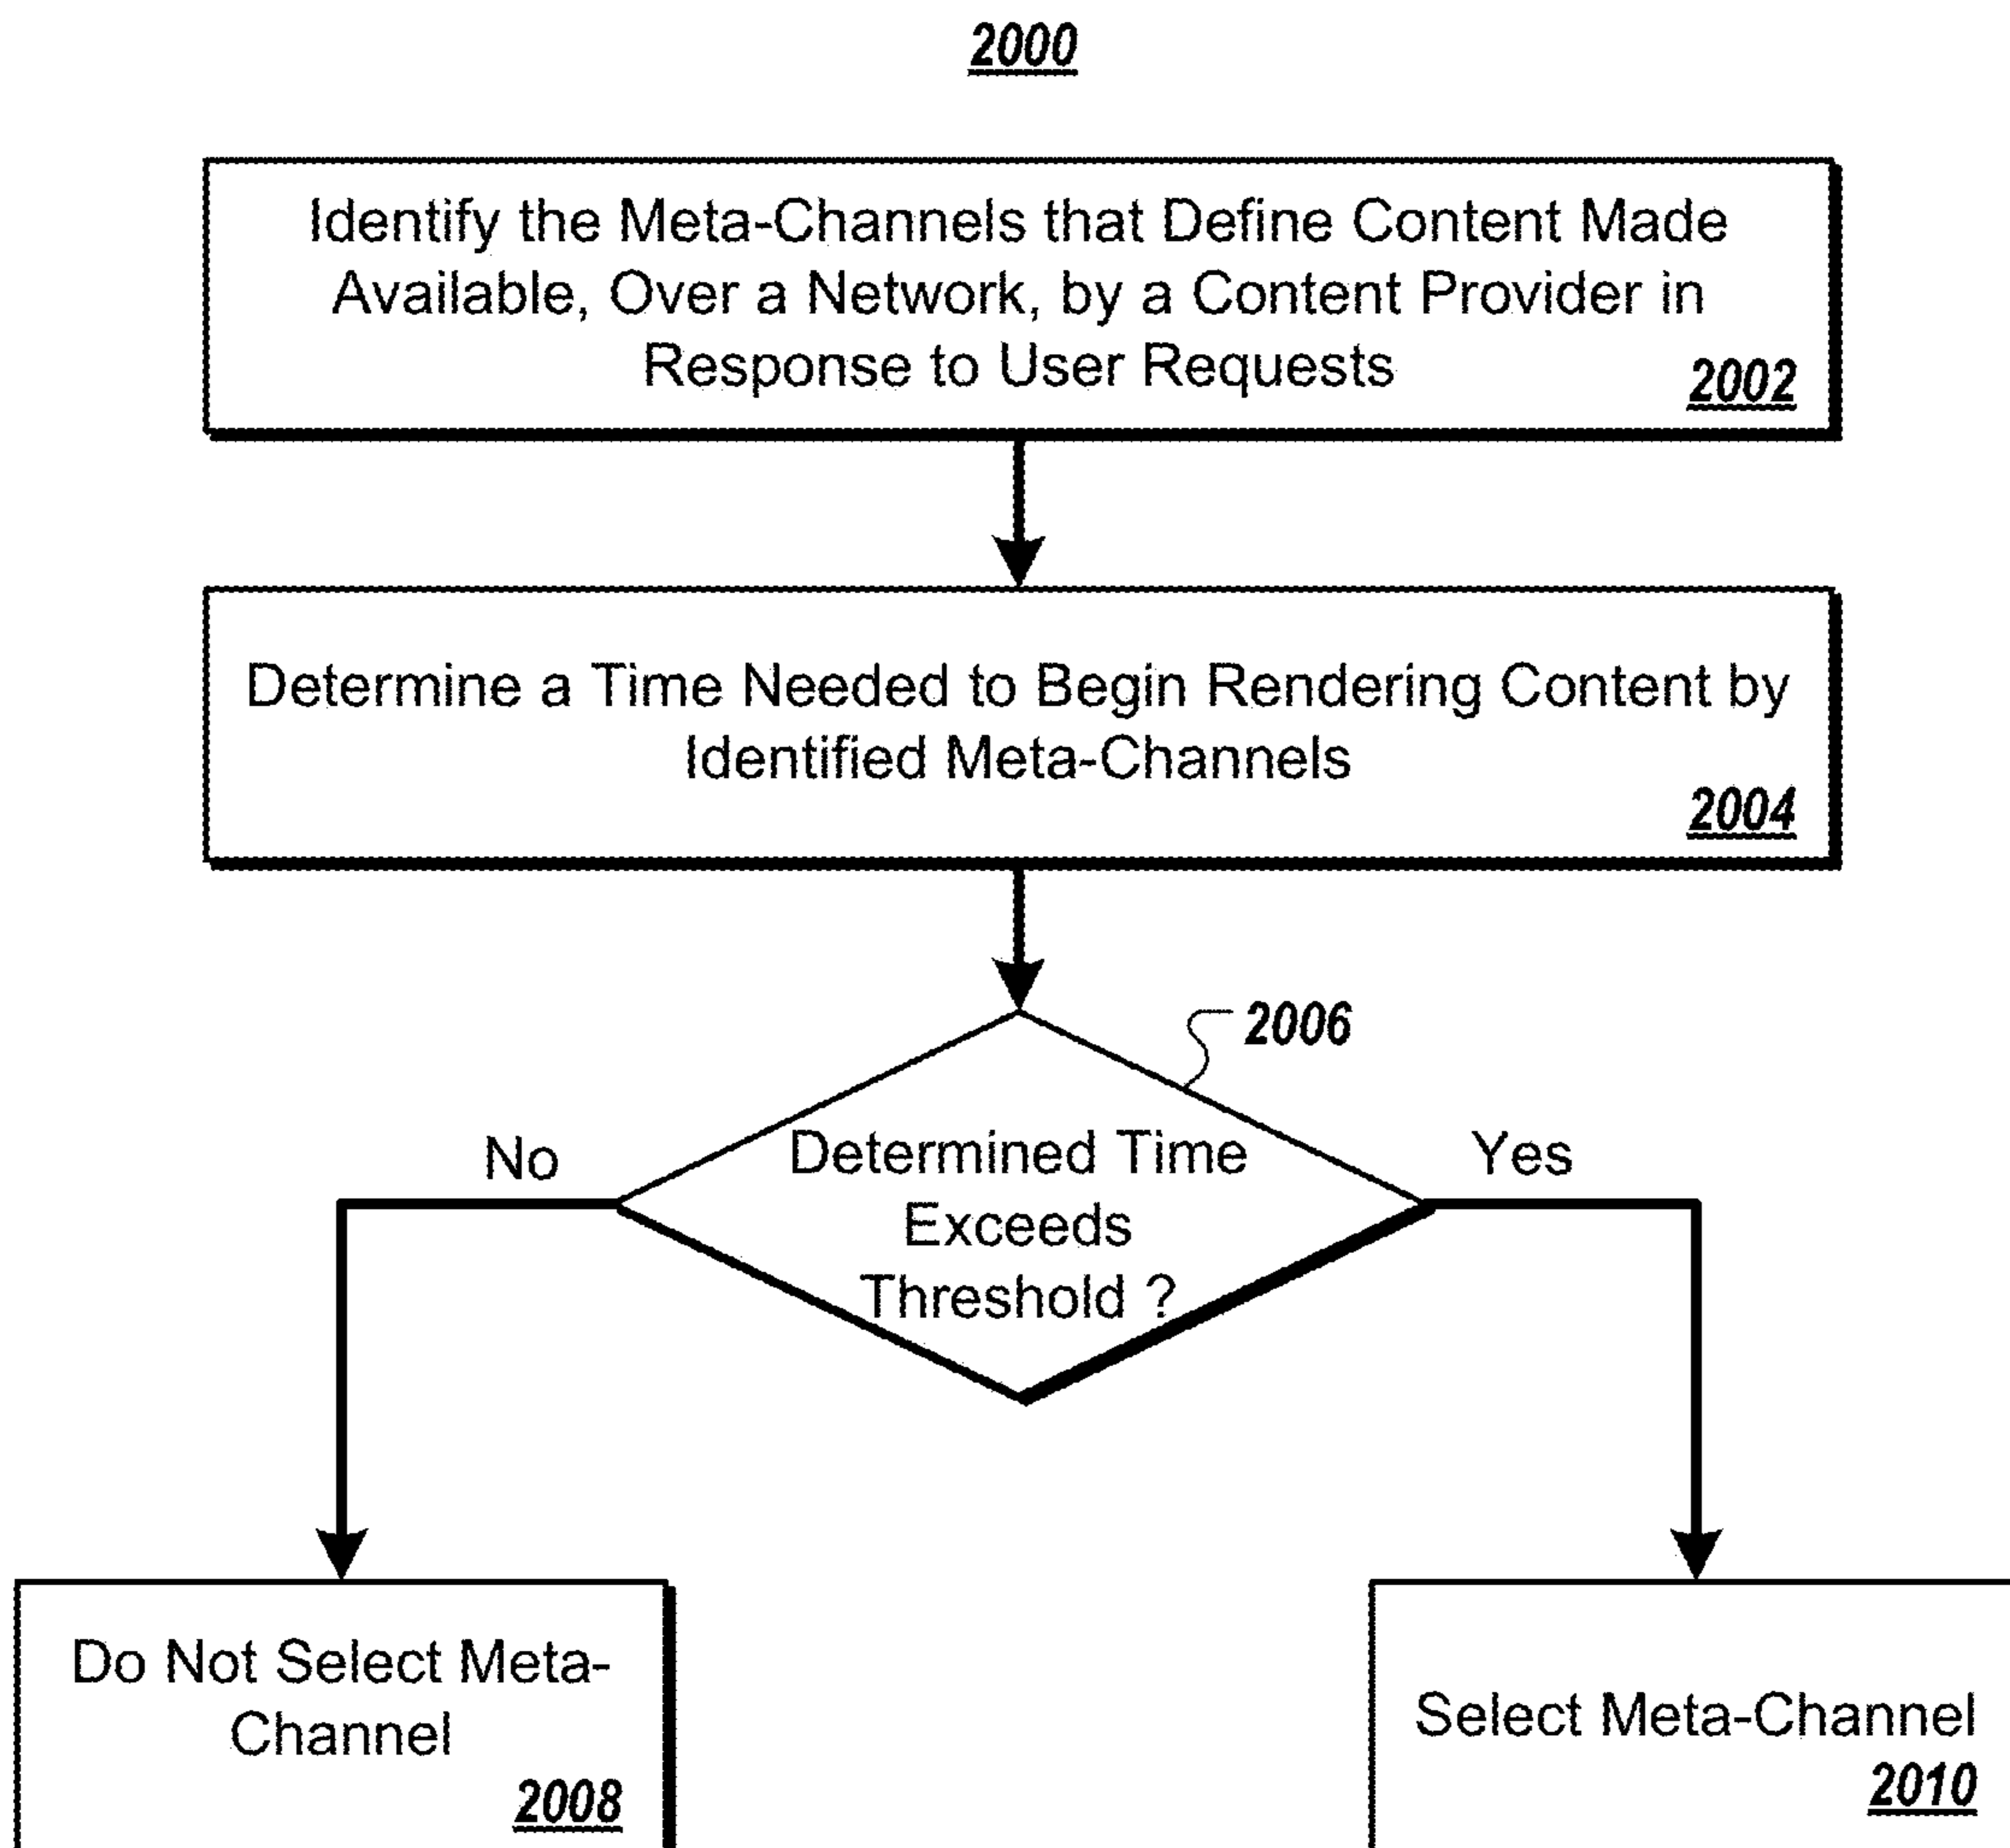 2000
Identify the Meta-Channels that Define Content Made
Available, Over a Network, by a Content Provider in
Response to User Requests
2002
Determine a Time Needed to Begin Rendering Content by
Identified Meta-Channels
2004
2006
No
Determined Time
Yes
Exceeds
Threshold ?
Do Not Select Meta-
Channel
2008
Select Meta-Channel
2010